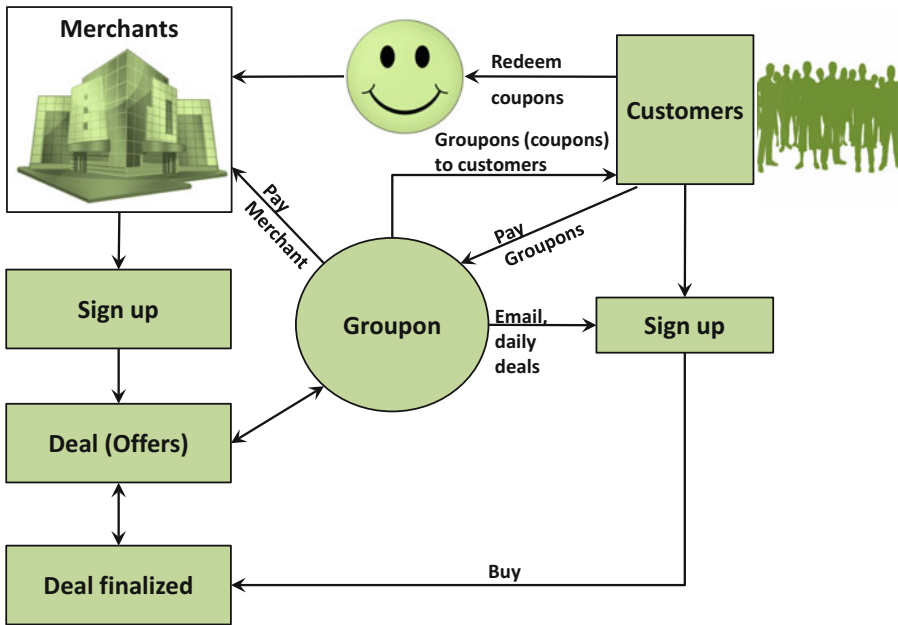 Merchants
Redeem
coupons
Customers
Groupons (coupons)
to customers
Pay
Merchant
Pay
Groupons
Sign up
Groupon
Email,
daily
deals
Sign up
Deal (Offers)
Deal finalized
Buy